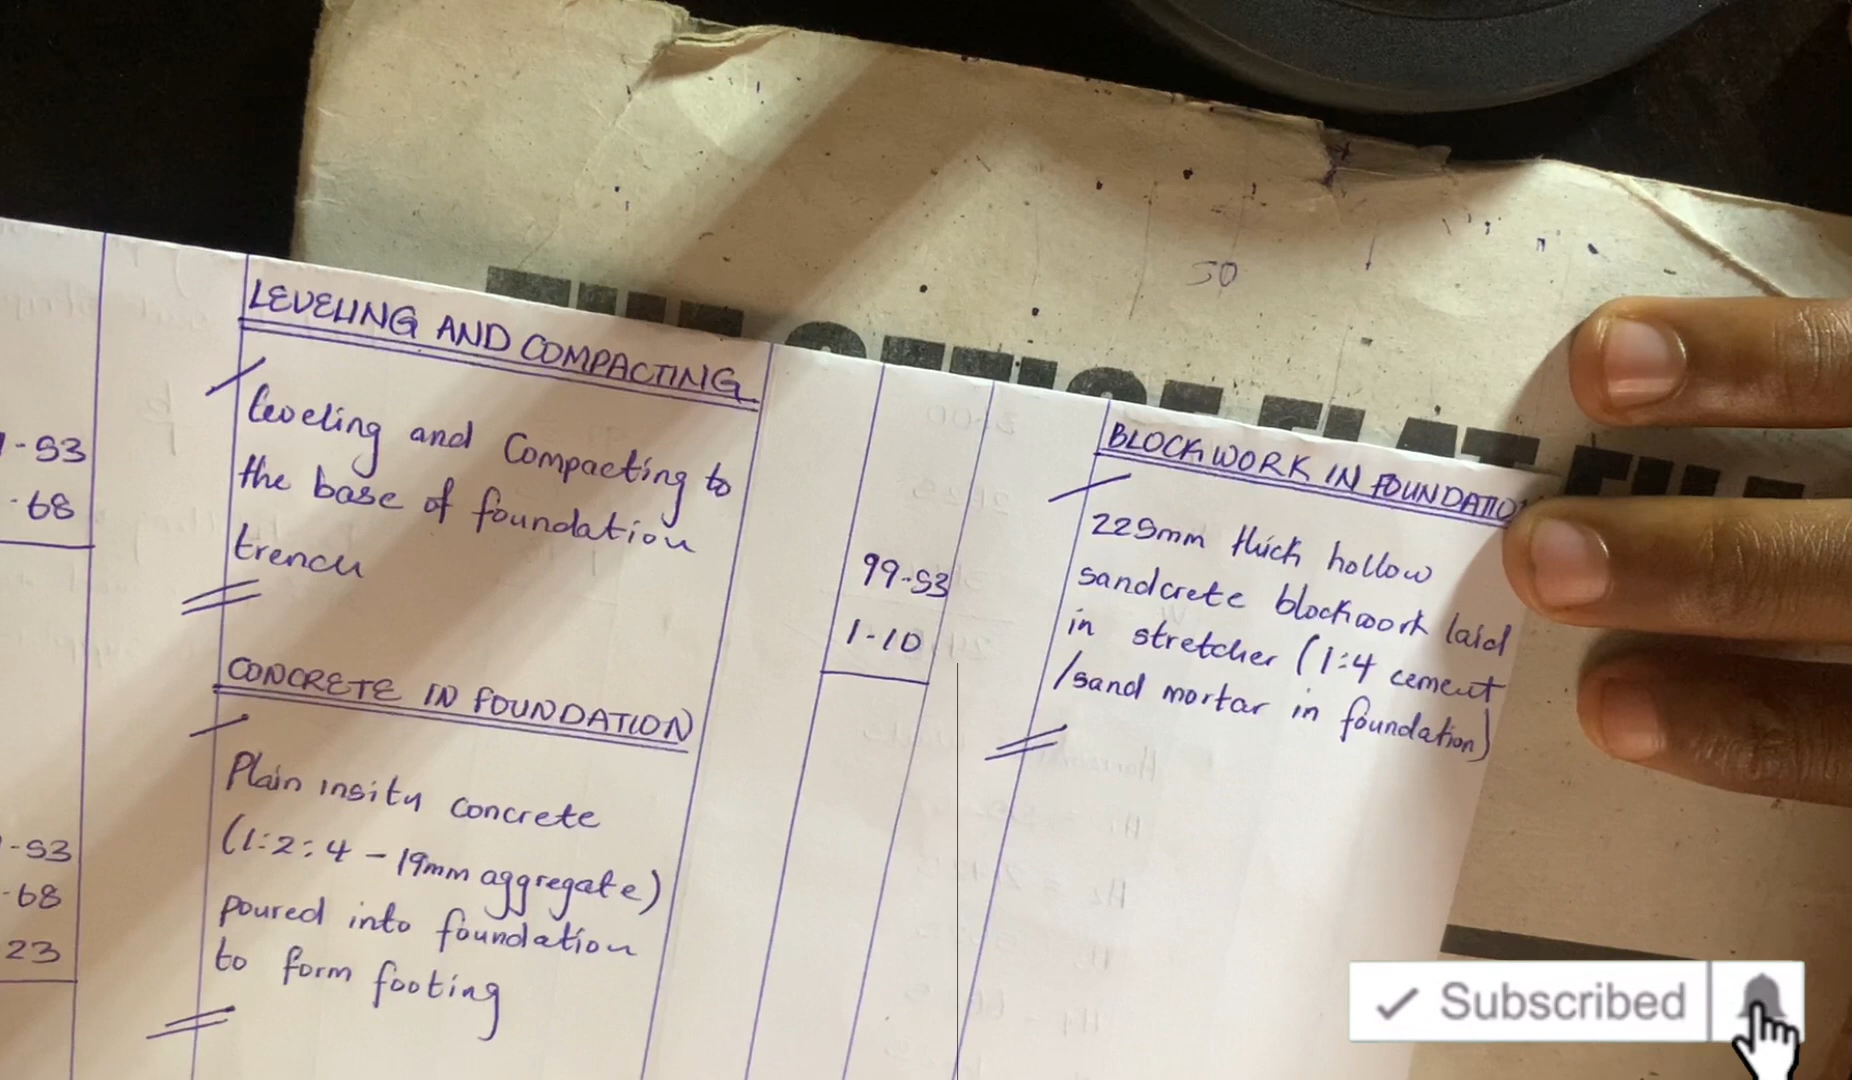 LEVELING AND COMPACTING
leveling and Compacting to
the base of foundation
trench
CONCRETE IN FOUNDATION
Plain insitu concrete
(1:2:4 - 19mm aggregate)
poured into foundation
to form footing
-53
-68
-53
-68
23
99-53
1-10
BLOCKWORK IN FOUNDATIO
229mm thick hollow
sandcrete blockwork laid
in stretcher (1:4 cement
/sand mortar in foundation)
50
FLAT FILE
Subscribed